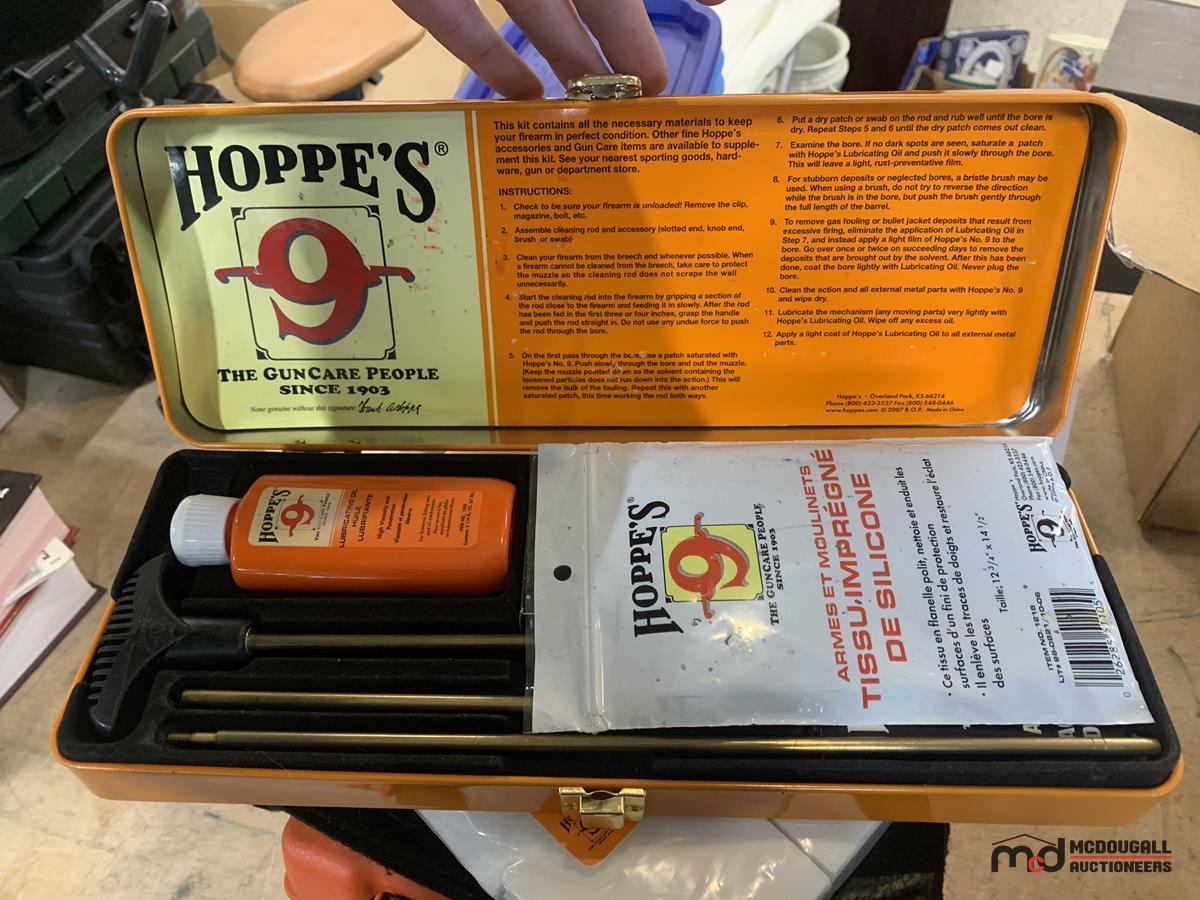 HOPPE'S®
9
THE GUNCARE PEOPLE
SINCE 1903
None genuine without this signature:
This kit contains all the necessary materials to keep
your firearm in perfect condition. Other fine Hoppe's
accessories and Gun Care items are available to supple-
ment this kit. See your nearest sporting goods, hard-
ware, gun or department store.
INSTRUCTIONS:
1. Check to be sure your firearm is unloaded! Remove the clip,
magazine, bolt, etc.
2. Assemble cleaning rod and accessory (slotted end, knob end,
brush or swab)
3. Clean your firearm from the breech whenever possible. When
a firearm cannot be cleaned from the breech, take care to protect
the muzzle so the cleaning rod does not scrape the wall
unnecessarily.
4. Start the cleaning rod into the firearm by gripping a section of
the rod close to the firearm and feeding it in slowly. After the rod
has been fed in the first three or four inches, grasp the handle
and push the rod straight in. Do not use any undue force to push
the rod through the bore.
5. On the first pass through the bore, use a patch saturated with
Hoppe's No. 9. Push slowly through the bore and out the muzzle.
(Keep the muzzle pointed down so the solvent containing the
loosened particles does not run down into the action.) This will
remove the bulk of the fouling. Repeat this with another
saturated patch, this time working the rod both ways.
6. Put a dry patch or swab on the rod and rub well until the bore is
dry. Repeat Steps 5 and 6 until the dry patch comes out clean.
7. Examine the bore. If no dark spots are seen, saturate a patch
with Hoppe's Lubricating Oil and push it slowly through the bore.
This will leave a light, rust-preventative film.
8. For stubborn deposits or neglected bores, a bristle brush may be
used. When using a brush, do not try to reverse the direction
while the brush is in the bore, but push the brush gently through
the full length of the barrel.
9. To remove gas fouling or bullet jacket deposits that result from
excessive firing, eliminate the application of Lubricating Oil in
Step 7, and instead apply a light film of Hoppe's No. 9 to the
bore. Go over once or twice on succeeding days to remove the
deposits that are brought out by the solvent. After this has been
done, coat the bore lightly with Lubricating Oil. Never plug the
bore.
10. Clean the action and all external metal parts with Hoppe's No. 9
and wipe dry.
11. Lubricate the mechanism (any moving parts) very lightly with
Hoppe's Lubricating Oil. Wipe off any excess oil.
12. Apply a light coat of Hoppe's Lubricating Oil to all external metal
parts.
Hoppe's • Overland Park, KS 66214
Phone (800) 423-3537 Fax (800) 548-0446
www.hoppes.com © 2007 B.O.P. Made in China
HOPPE'S
9
LUBRICATING OIL
HUILE
LUBRIFIANTE
High Viscosity and
HOPPE'S®
9
THE GUNCARE PEOPLE
SINCE 1903
ARMES ET MOULINETS
TISSU IMPRÉGNÉ
DE SILICONE
• Ce tissu en flanelle polit, nettoie et enduit les
surfaces d'un fini de protection
• Il enlève les traces de doigts et restaure l'éclat
des surfaces
Taille: 12 3/4" x 14 1/2"
HOPPE'S
9
ITEM NO. 1218
LIT# 96-0821/10-06
MCD
MCDOUGALL
AUCTIONEERS